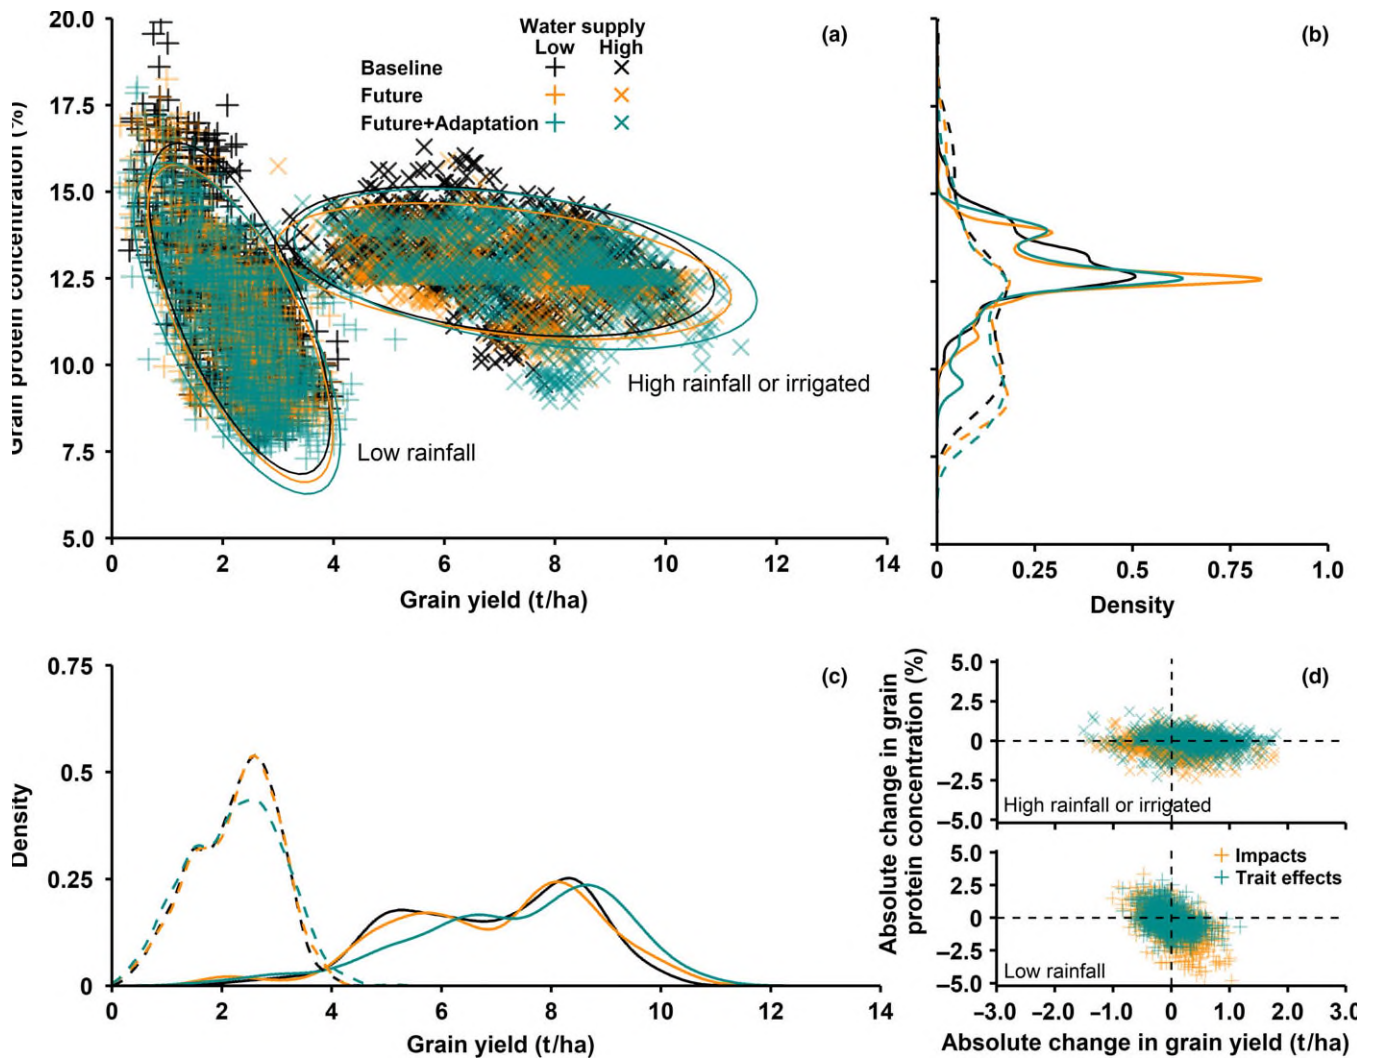 20.0
17.5
15.0
12.5
10.0
7.5
5.0
Grain protein concentration (%)
0 2 4 6 8 10 12 14
Grain yield (t/ha)
(a)
Water supply
Low High
Baseline
Future
Future+Adaptation
High rainfall or irrigated
Low rainfall
(b)
0 0.25 0.5 0.75 1.0
Density
0.75
0.5
0.25
0
Density
(c)
0 2 4 6 8 10 12 14
Grain yield (t/ha)
Absolute change in grain
protein concentration (%)
5.0
2.5
0
−2.5
−5.0
(d)
High rainfall or irrigated
5.0
2.5
0
−2.5
−5.0
Impacts
Trait effects
Low rainfall
−3.0 −2.0 −1.0 0 1.0 2.0 3.0
Absolute change in grain yield (t/ha)